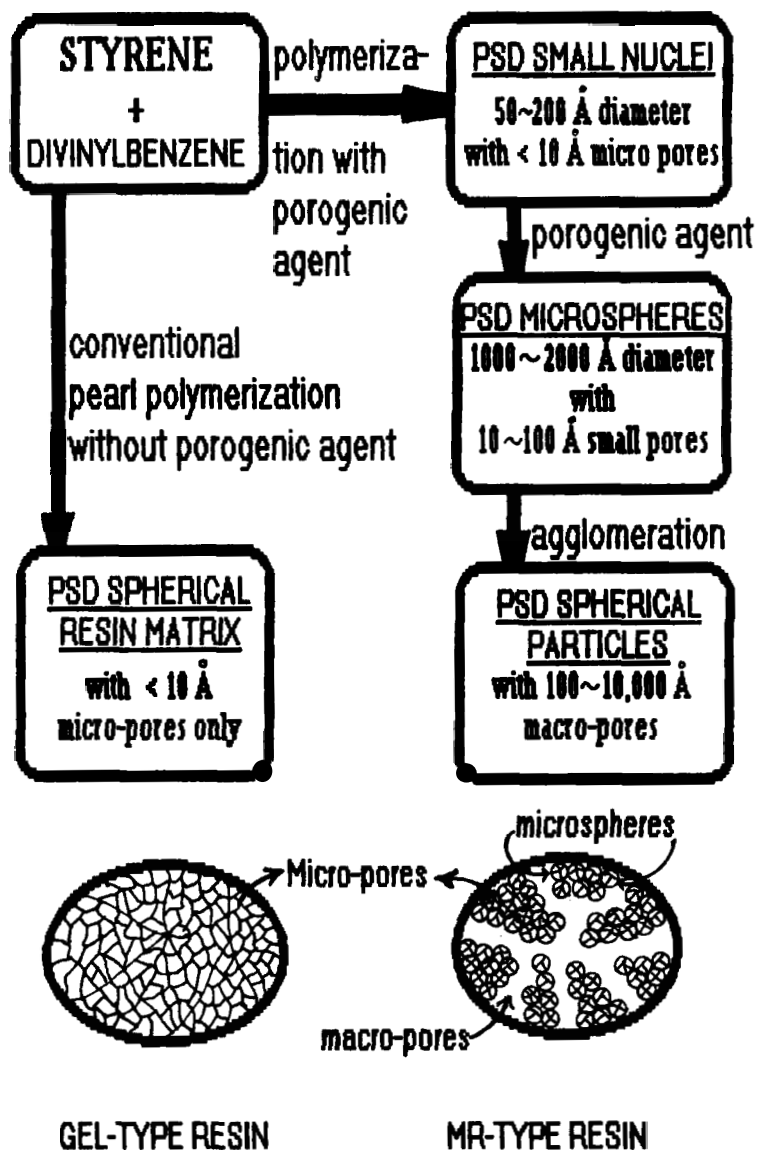 STYRENE
+
DIVINYLBENZENE
polymeriza-
tion with
porogenic
agent
PSD SMALL NUCLEI
50~200 Å diameter
with < 10 Å micro pores
porogenic agent
PSD MICROSPHERES
1000~2000 Å diameter
with
10~100 Å small pores
agglomeration
PSD SPHERICAL
PARTICLES
with 100~10,000 Å
macro-pores
conventional
pearl polymerization
without porogenic agent
PSD SPHERICAL
RESIN MATRIX
with < 10 Å
micro-pores only
microspheres
Micro-pores
macro-pores
GEL-TYPE RESIN
MR-TYPE RESIN